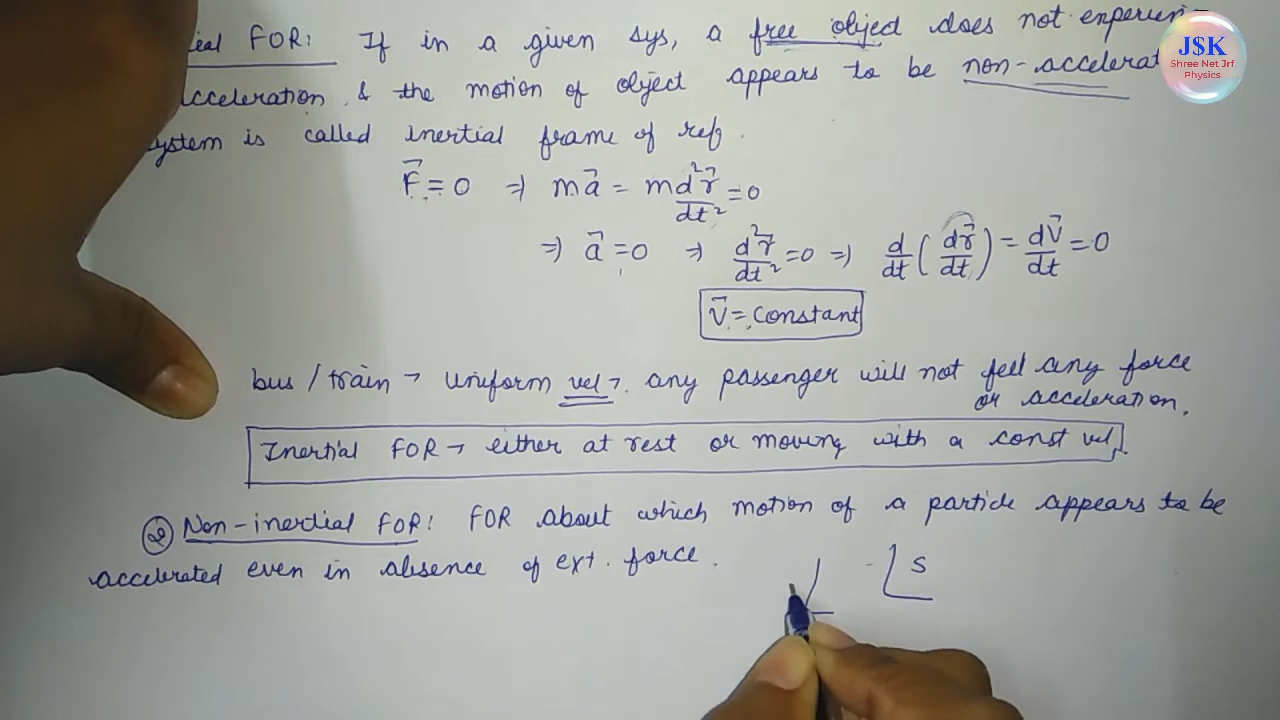 ial FOR: If in a given sys, a free object does not experience
acceleration & the motion of object appears to be non-accelerat
system is called inertial frame of ref.
F⃗ = 0 ⇒ ma⃗ = m d²r⃗/dt² = 0
⇒ a⃗ = 0 ⇒ d²r⃗/dt² = 0 ⇒ d/dt (dr⃗/dt) = dV⃗/dt = 0
V⃗ = Constant
bus / train → Uniform vel → any passenger will not feel any force
or acceleration.
Inertial FOR → either at rest or moving with a const vel.
② Non-inertial FOR: FOR about which motion of a particle appears to be
accelerated even in absence of ext. force.
S
JSK
Shree Net Jrf
Physics